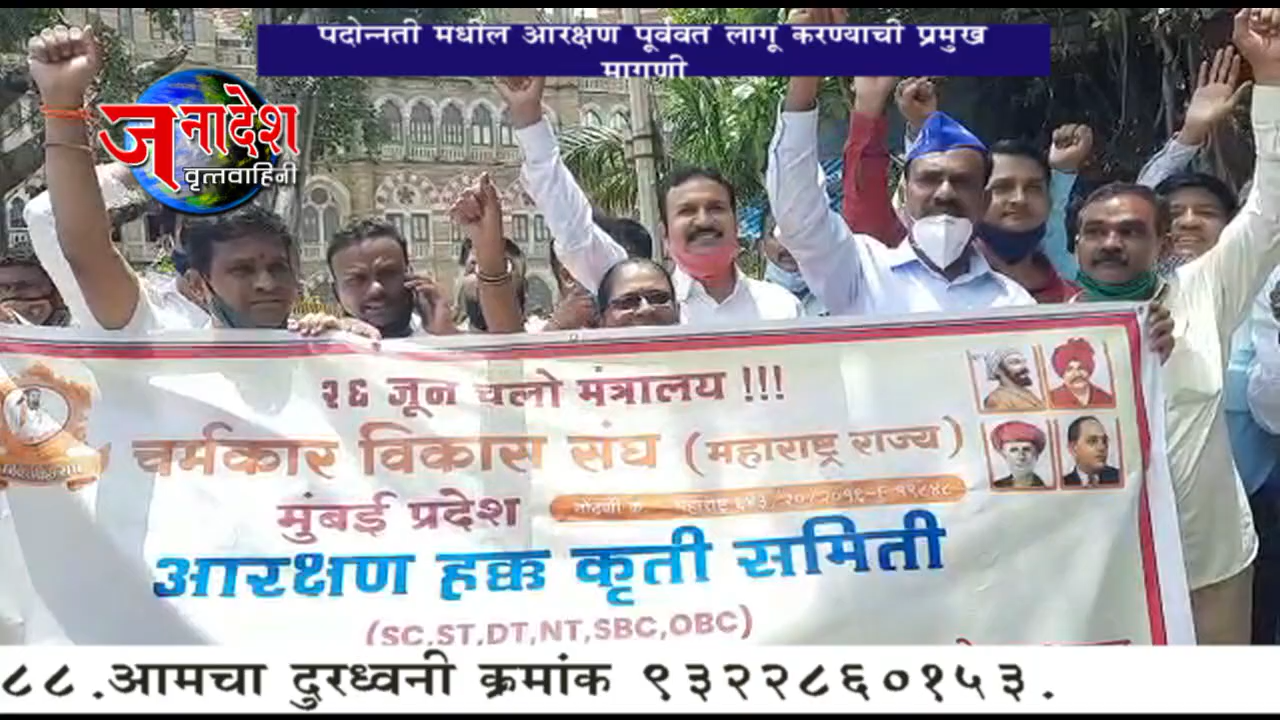 पदोन्नती मधील आरक्षण पूर्ववत लागू करण्याची प्रमुख
मागणी
जनादेश
वृत्तवाहिनी
२६ जून चलो मंत्रालय !!!
चर्मकार विकास संघ (महाराष्ट्र राज्य)
मुंबई प्रदेश
महाराष्ट्र
आरक्षण हक्क कृती समिती
(SC,ST,DT,NT,SBC,OBC)
८८.आमचा दुरध्वनी क्रमांक ९३२२८६०१५३.